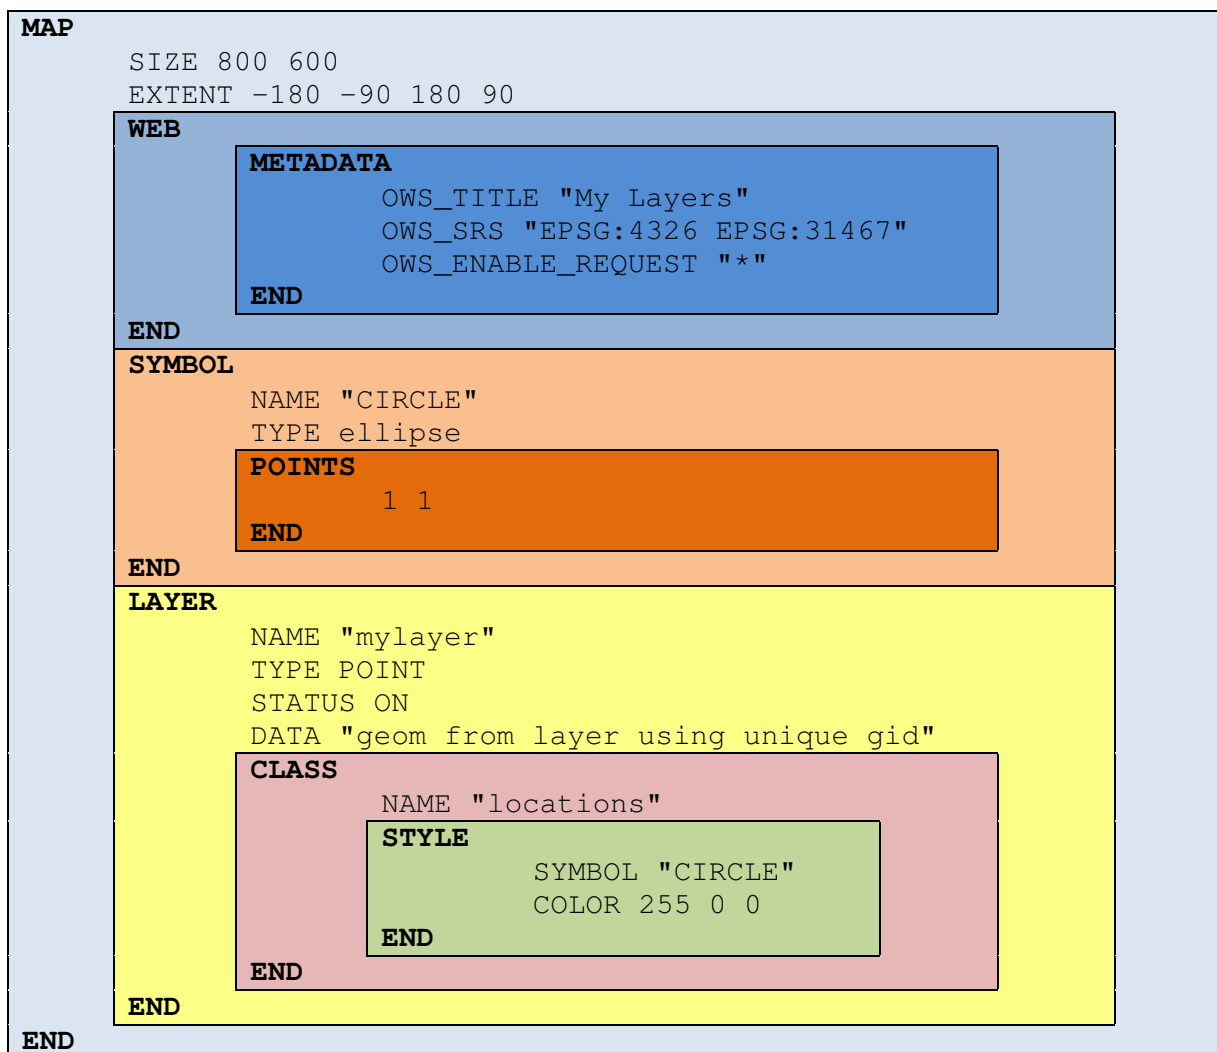 MAP
SIZE 800 600
EXTENT −180 −90 180 90
WEB
METADATA
OWS_TITLE "My Layers"
OWS_SRS "EPSG:4326 EPSG:31467"
OWS_ENABLE_REQUEST "*"
END
END
SYMBOL
NAME "CIRCLE"
TYPE ellipse
POINTS
1 1
END
END
LAYER
NAME "mylayer"
TYPE POINT
STATUS ON
DATA "geom from layer using unique gid"
CLASS
NAME "locations"
STYLE
SYMBOL "CIRCLE"
COLOR 255 0 0
END
END
END
END